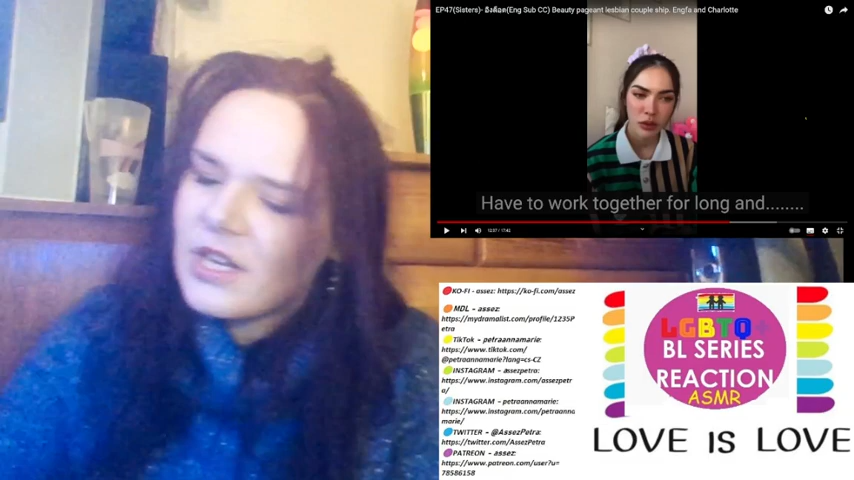 EP47(Sisters)- อิงล็อต(Eng Sub CC) Beauty pageant lesbian couple ship. Engfa and Charlotte
Have to work together for long and........
12:07 / 17:42
KO-FI - assez: https://ko-fi.com/assez
MDL - assez:
https://mydramalist.com/profile/1235P
etra
TikTok - petraannamarie:
https://www.tiktok.com/
@petraannamarie?lang=cs-CZ
INSTAGRAM - assezpetra:
https://www.instagram.com/assezpetr
a/
INSTAGRAM - petraannamarie:
https://www.instagram.com/petraanna
marie/
TWITTER - @AssezPetra:
https://twitter.com/AssezPetra
PATREON - assez:
https://www.patreon.com/user?u=
78586158
LGBTQ+
BL SERIES
REACTION
ASMR
LOVE IS LOVE